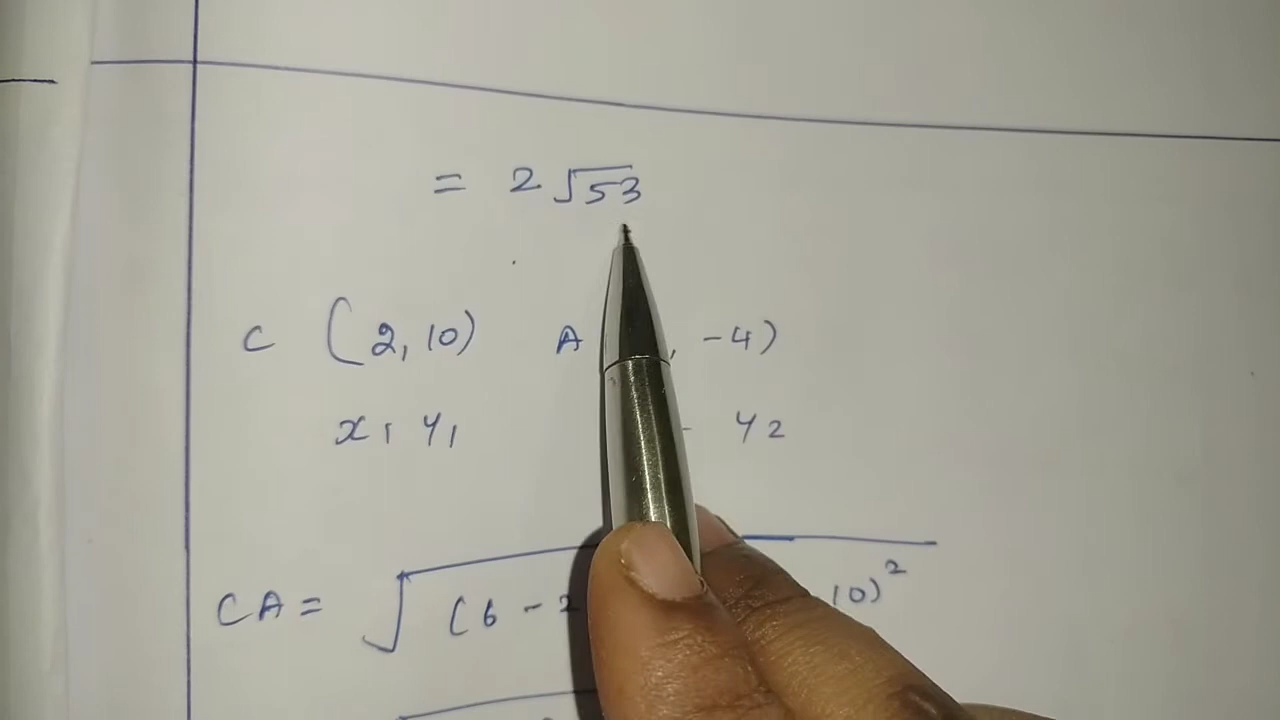 = 2√53
C (2, 10) A , -4)
x1 y1 y2
CA = √(6 - 2 10)²